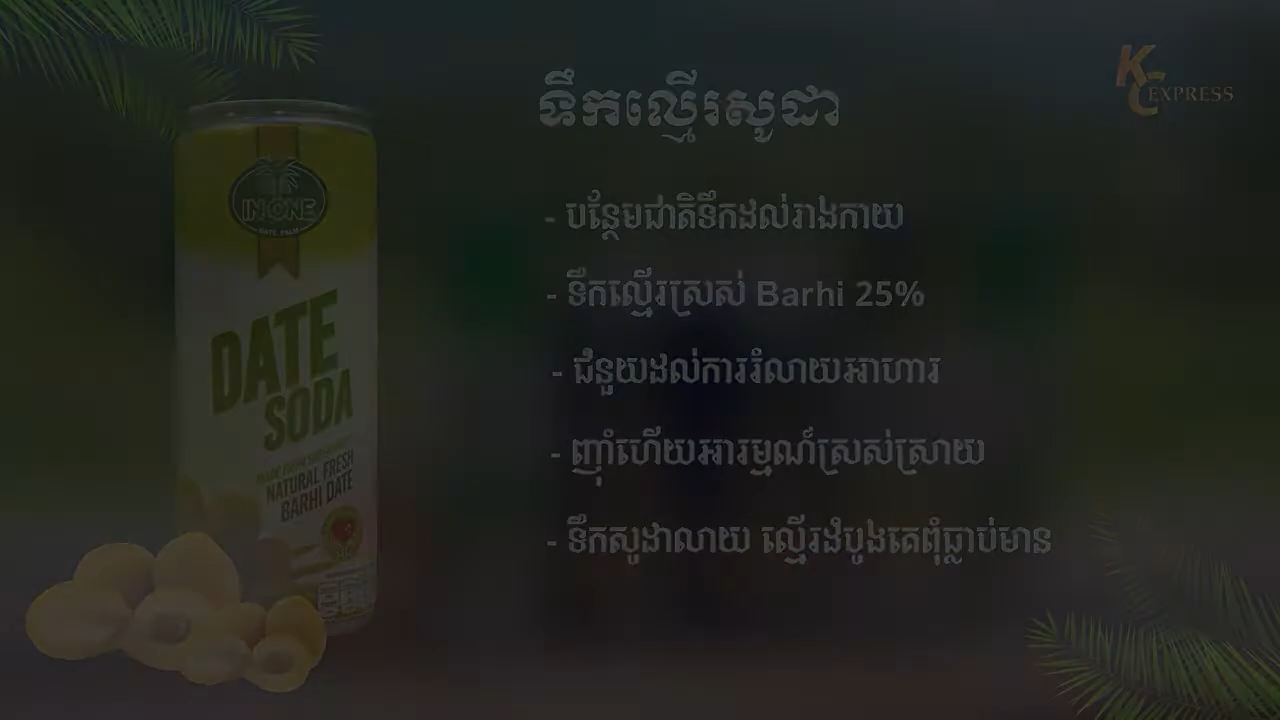 KC EXPRESS
ទឹកល្មើរសូដា
- បន្ថែមជាតិទឹកដល់រាងកាយ
- ទឹកល្មើរស្រស់ Barhi 25%
- ជំនួយដល់ការរំលាយអាហារ
- ញ៉ាំហើយអារម្មណ៍ស្រស់ស្រាយ
- ទឹកសូដាលាយ ល្មើរដំបូងគេពុំធ្លាប់មាន
IN ONE
DATE PALM
DATE
SODA
NATURAL FRESH
BARHI DATE